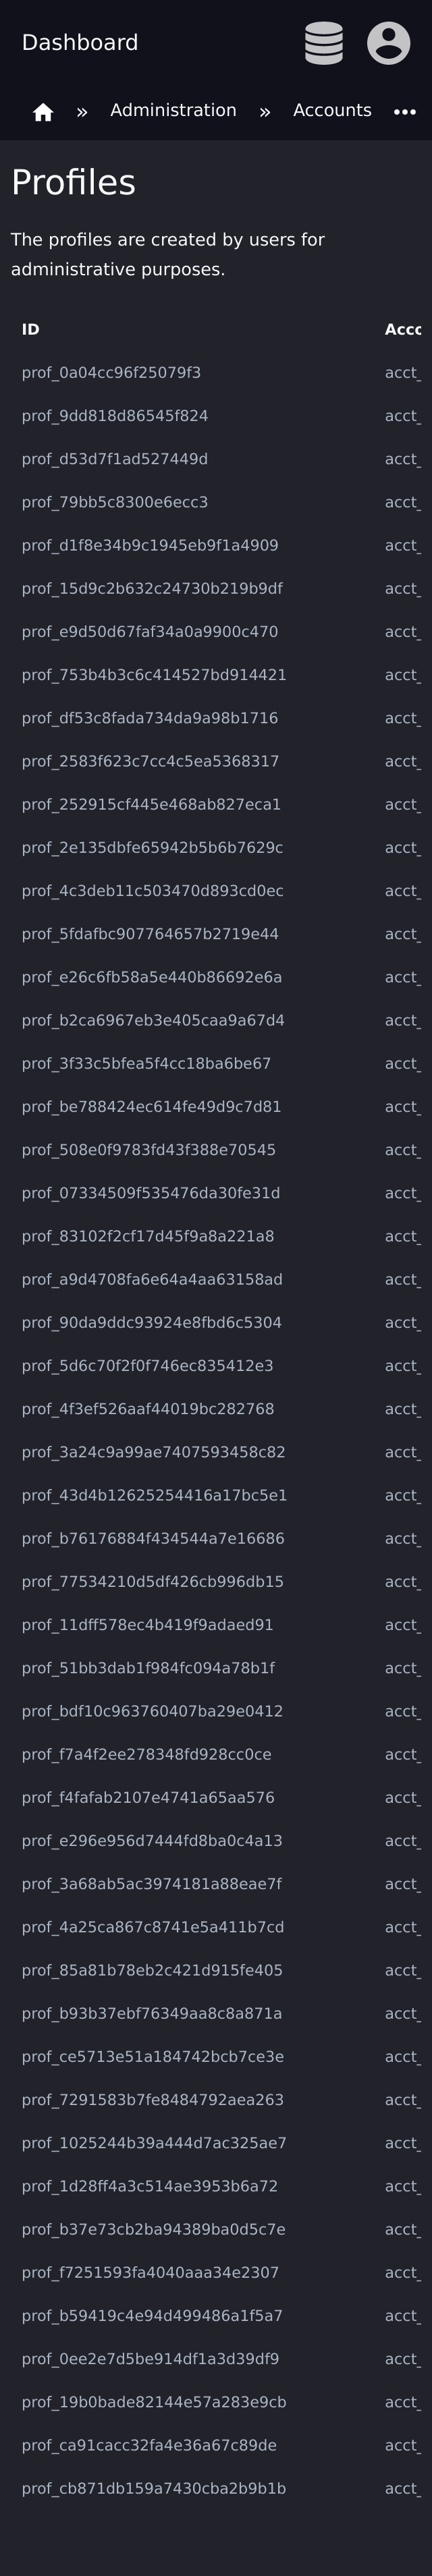 Dashboard
» Administration » Accounts •••
Profiles
The profiles are created by users for
administrative purposes.
ID Acco
prof_0a04cc96f25079f3 acct_
prof_9dd818d86545f824 acct_
prof_d53d7f1ad527449d acct_
prof_79bb5c8300e6ecc3 acct_
prof_d1f8e34b9c1945eb9f1a4909 acct_
prof_15d9c2b632c24730b219b9df acct_
prof_e9d50d67faf34a0a9900c470 acct_
prof_753b4b3c6c414527bd914421 acct_
prof_df53c8fada734da9a98b1716 acct_
prof_2583f623c7cc4c5ea5368317 acct_
prof_252915cf445e468ab827eca1 acct_
prof_2e135dbfe65942b5b6b7629c acct_
prof_4c3deb11c503470d893cd0ec acct_
prof_5fdafbc907764657b2719e44 acct_
prof_e26c6fb58a5e440b86692e6a acct_
prof_b2ca6967eb3e405caa9a67d4 acct_
prof_3f33c5bfea5f4cc18ba6be67 acct_
prof_be788424ec614fe49d9c7d81 acct_
prof_508e0f9783fd43f388e70545 acct_
prof_07334509f535476da30fe31d acct_
prof_83102f2cf17d45f9a8a221a8 acct_
prof_a9d4708fa6e64a4aa63158ad acct_
prof_90da9ddc93924e8fbd6c5304 acct_
prof_5d6c70f2f0f746ec835412e3 acct_
prof_4f3ef526aaf44019bc282768 acct_
prof_3a24c9a99ae7407593458c82 acct_
prof_43d4b12625254416a17bc5e1 acct_
prof_b76176884f434544a7e16686 acct_
prof_77534210d5df426cb996db15 acct_
prof_11dff578ec4b419f9adaed91 acct_
prof_51bb3dab1f984fc094a78b1f acct_
prof_bdf10c963760407ba29e0412 acct_
prof_f7a4f2ee278348fd928cc0ce acct_
prof_f4fafab2107e4741a65aa576 acct_
prof_e296e956d7444fd8ba0c4a13 acct_
prof_3a68ab5ac3974181a88eae7f acct_
prof_4a25ca867c8741e5a411b7cd acct_
prof_85a81b78eb2c421d915fe405 acct_
prof_b93b37ebf76349aa8c8a871a acct_
prof_ce5713e51a184742bcb7ce3e acct_
prof_7291583b7fe8484792aea263 acct_
prof_1025244b39a444d7ac325ae7 acct_
prof_1d28ff4a3c514ae3953b6a72 acct_
prof_b37e73cb2ba94389ba0d5c7e acct_
prof_f7251593fa4040aaa34e2307 acct_
prof_b59419c4e94d499486a1f5a7 acct_
prof_0ee2e7d5be914df1a3d39df9 acct_
prof_19b0bade82144e57a283e9cb acct_
prof_ca91cacc32fa4e36a67c89de acct_
prof_cb871db159a7430cba2b9b1b acct_